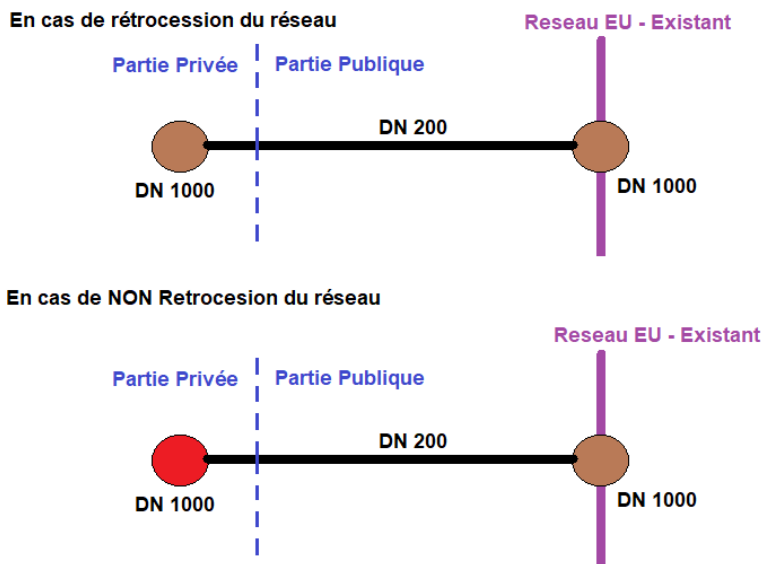 En cas de rétrocession du réseau
Reseau EU - Existant
Partie Privée
Partie Publique
DN 200
DN 1000
DN 1000
En cas de NON Retrocesion du réseau
Reseau EU - Existant
Partie Privée
Partie Publique
DN 200
DN 1000
DN 1000